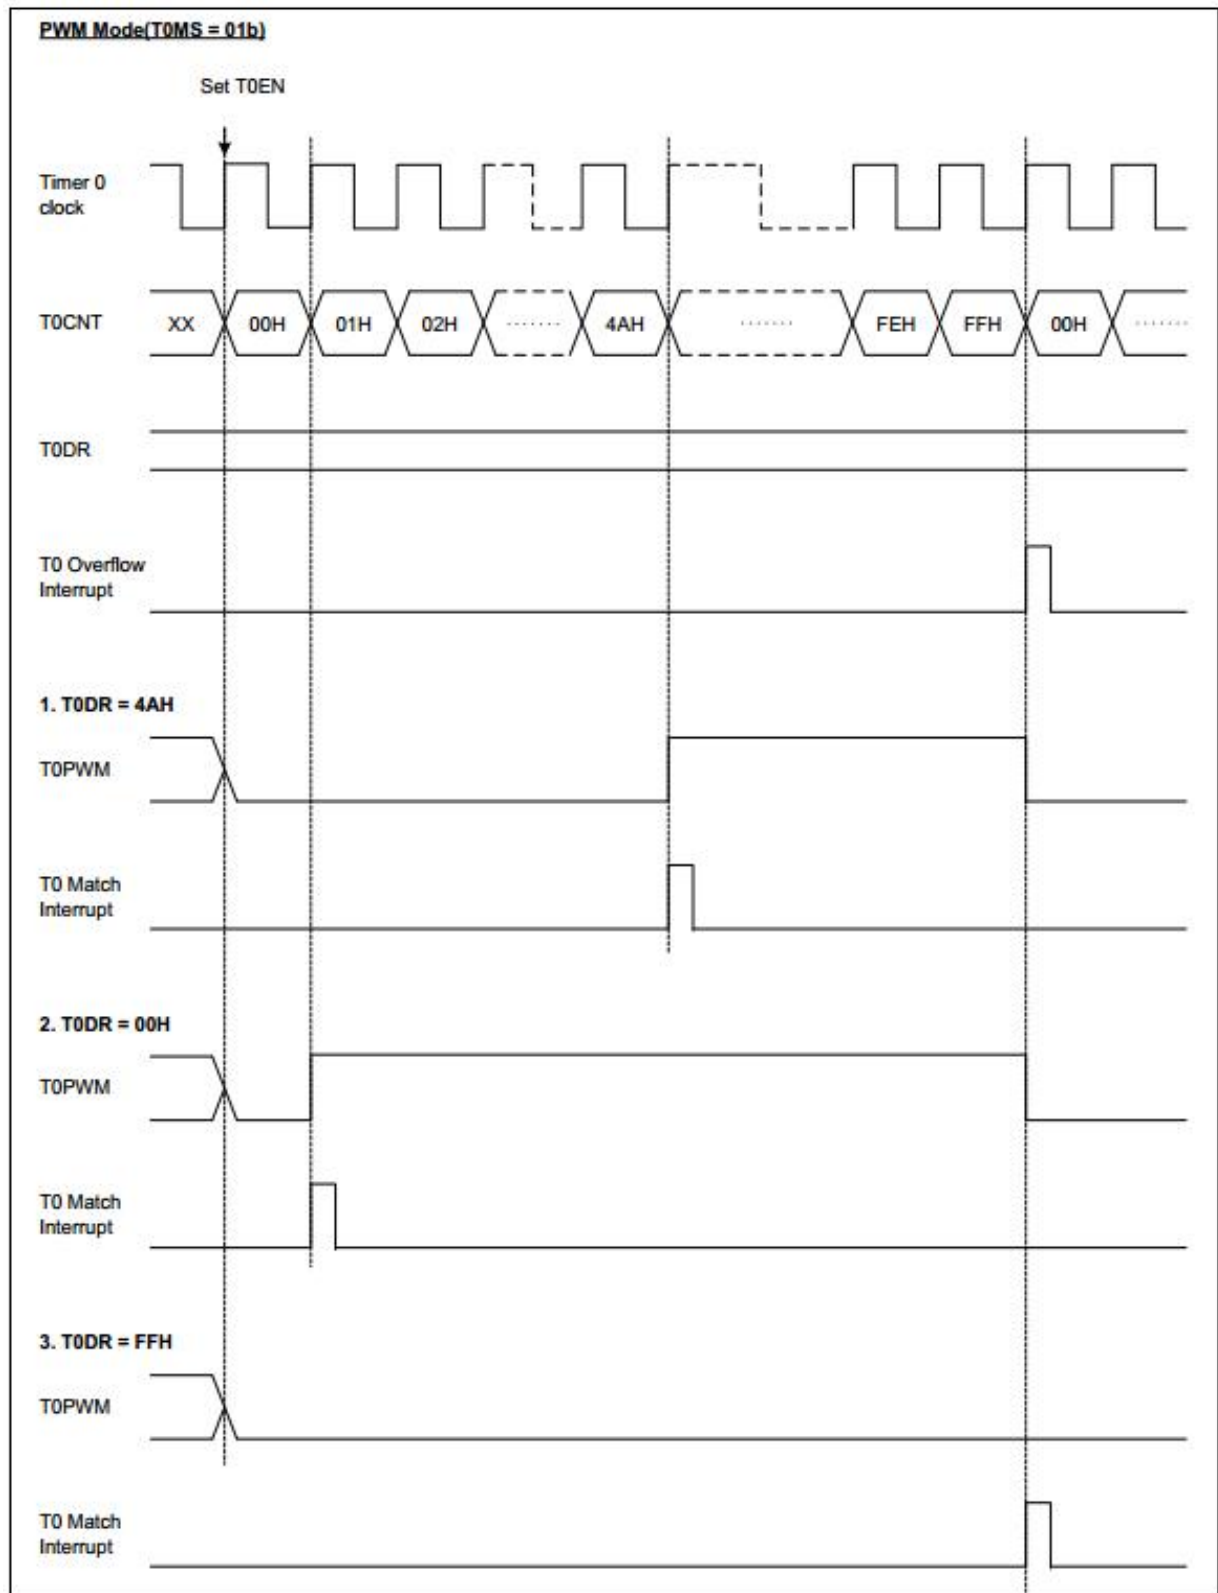 PWM Mode(T0MS = 01b)
Set T0EN
Timer 0
clock
T0CNT XX 00H 01H 02H ······· 4AH ······· FEH FFH 00H ·······
T0DR
T0 Overflow
Interrupt
1. T0DR = 4AH
T0PWM
T0 Match
Interrupt
2. T0DR = 00H
T0PWM
T0 Match
Interrupt
3. T0DR = FFH
T0PWM
T0 Match
Interrupt